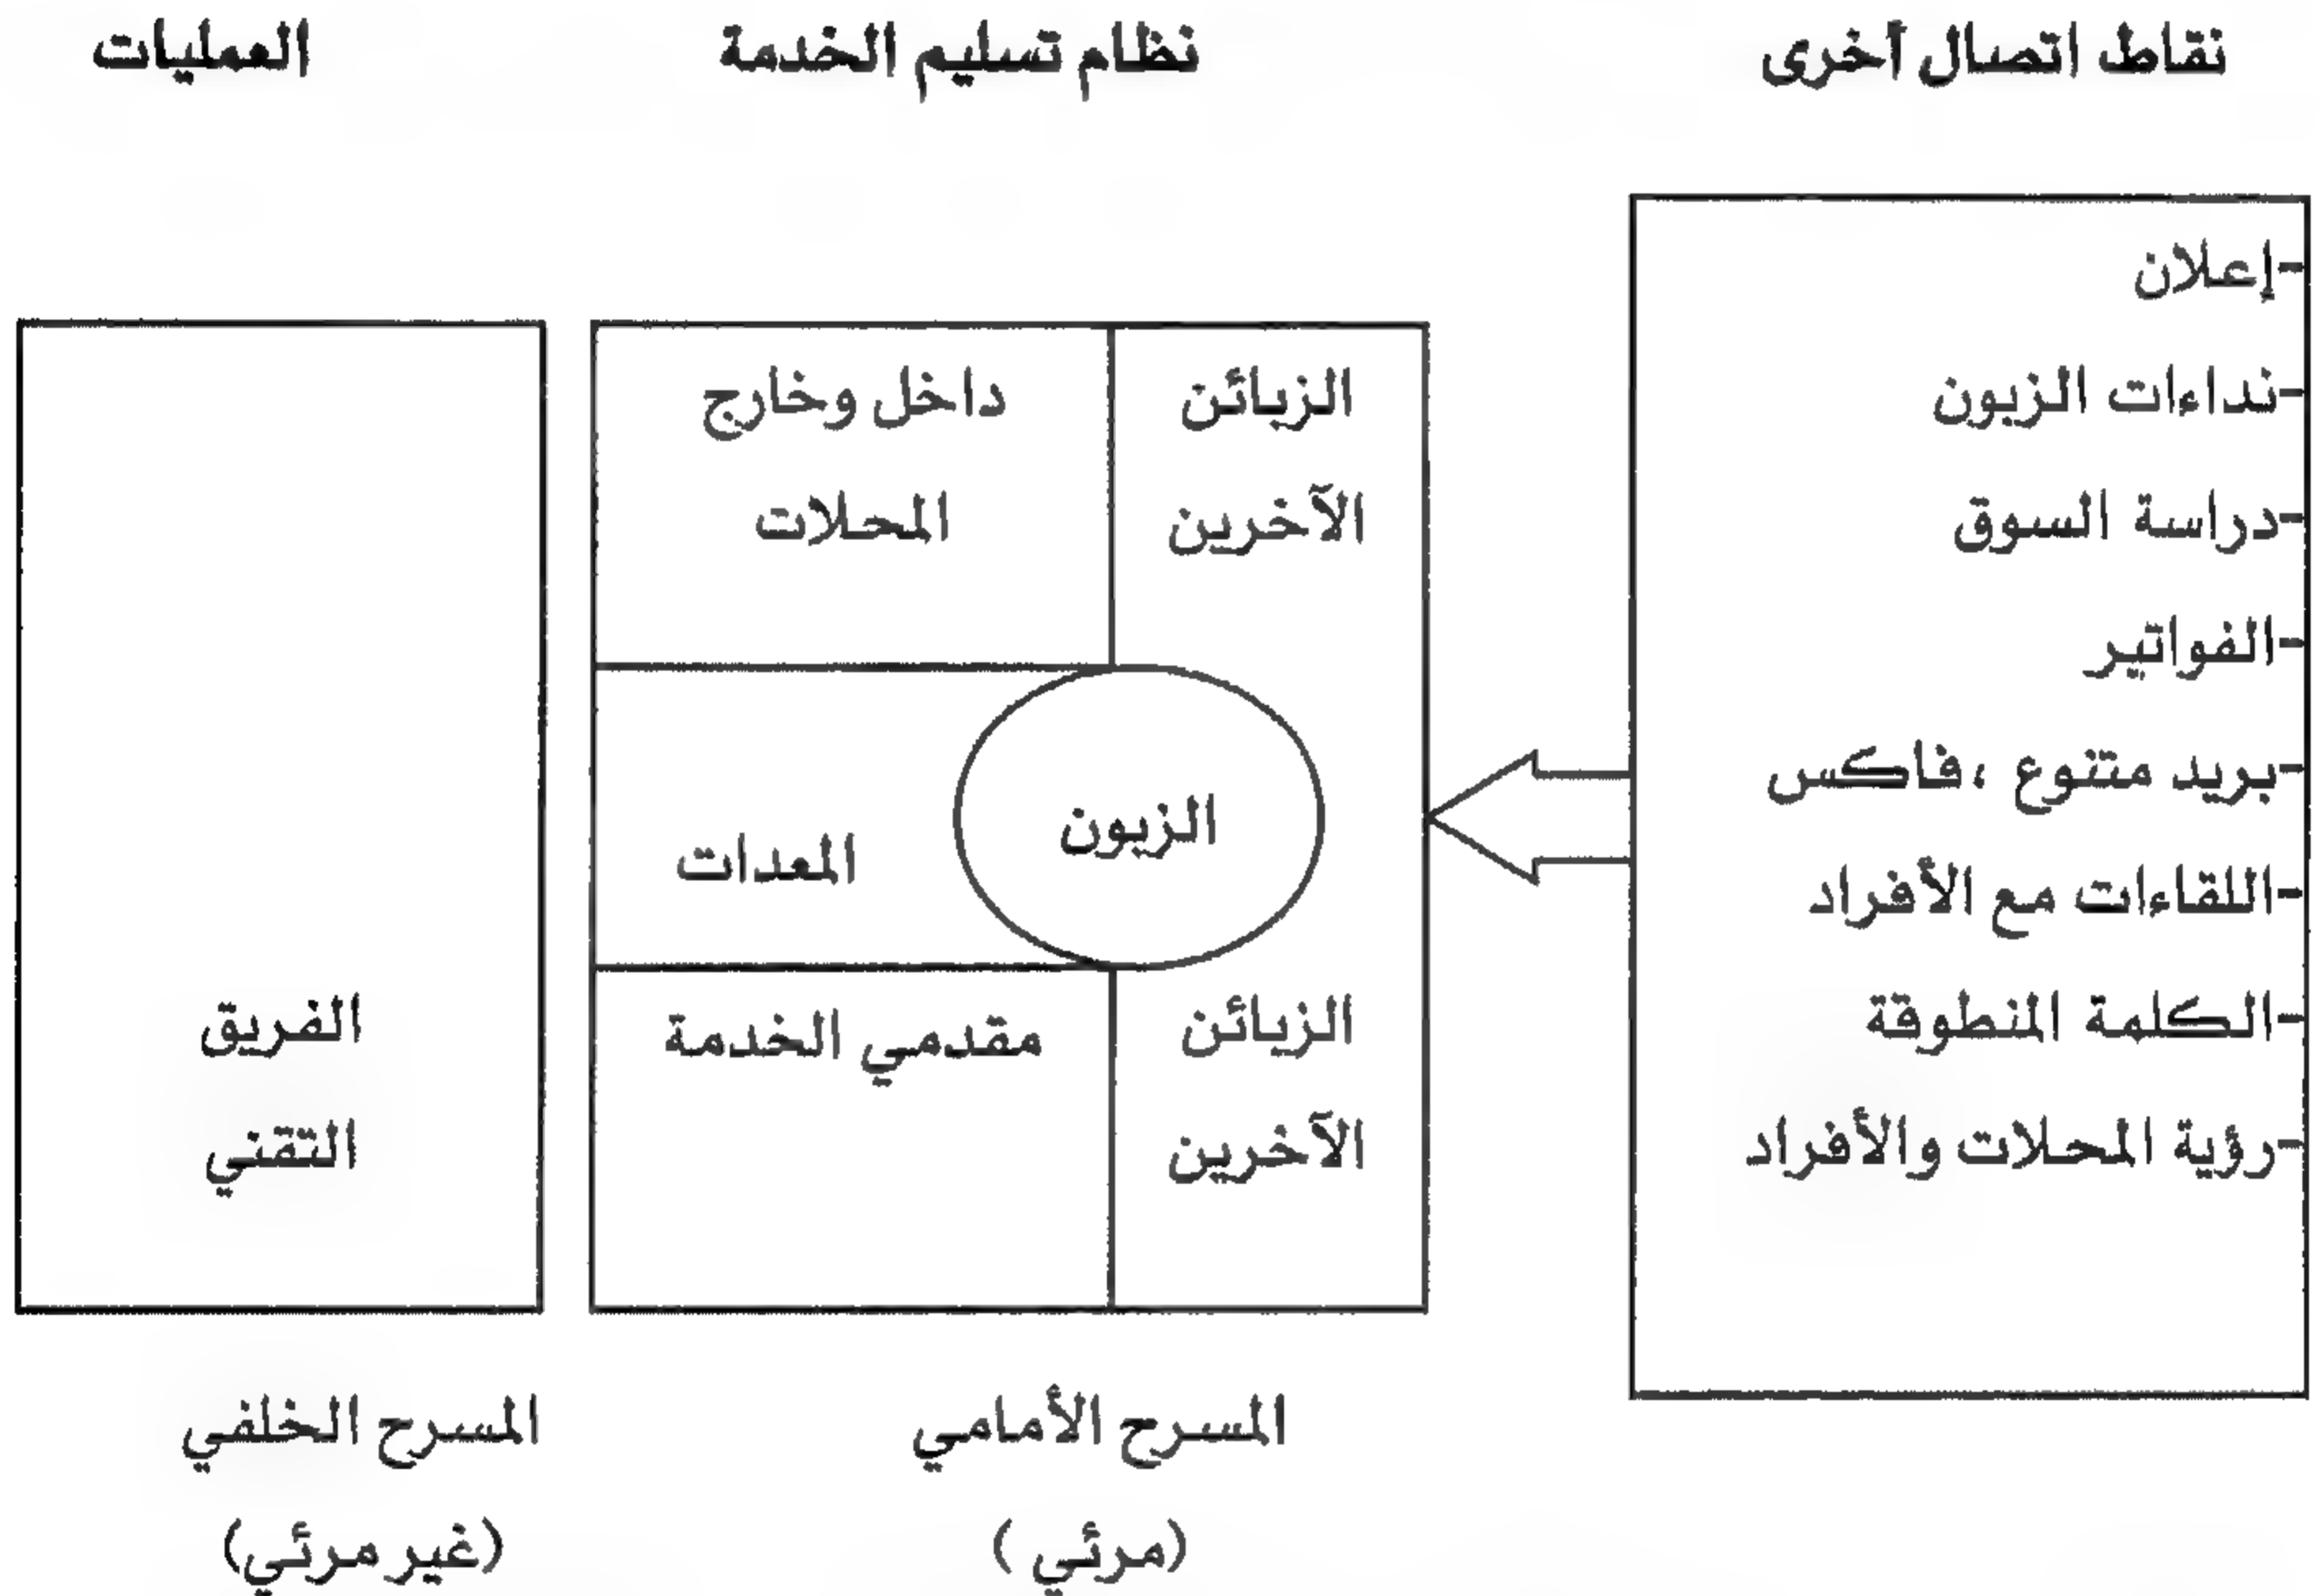 نقاط اتصال أخرى
نظام تسليم الخدمة
العمليات
-إعلان
-نداءات الزبون
-دراسة السوق
-الفواتير
-بريد متنوع ،فاكس
-اللقاءات مع الأفراد
-الكلمة المنطوقة
-رؤية المحلات والأفراد
الزبائن
الآخرين
داخل وخارج
المحلات
الزبون
المعدات
الزبائن
الآخرين
مقدمي الخدمة
الفريق
التقني
المسرح الأمامي
(مرئي )
المسرح الخلفي
(غير مرئي)